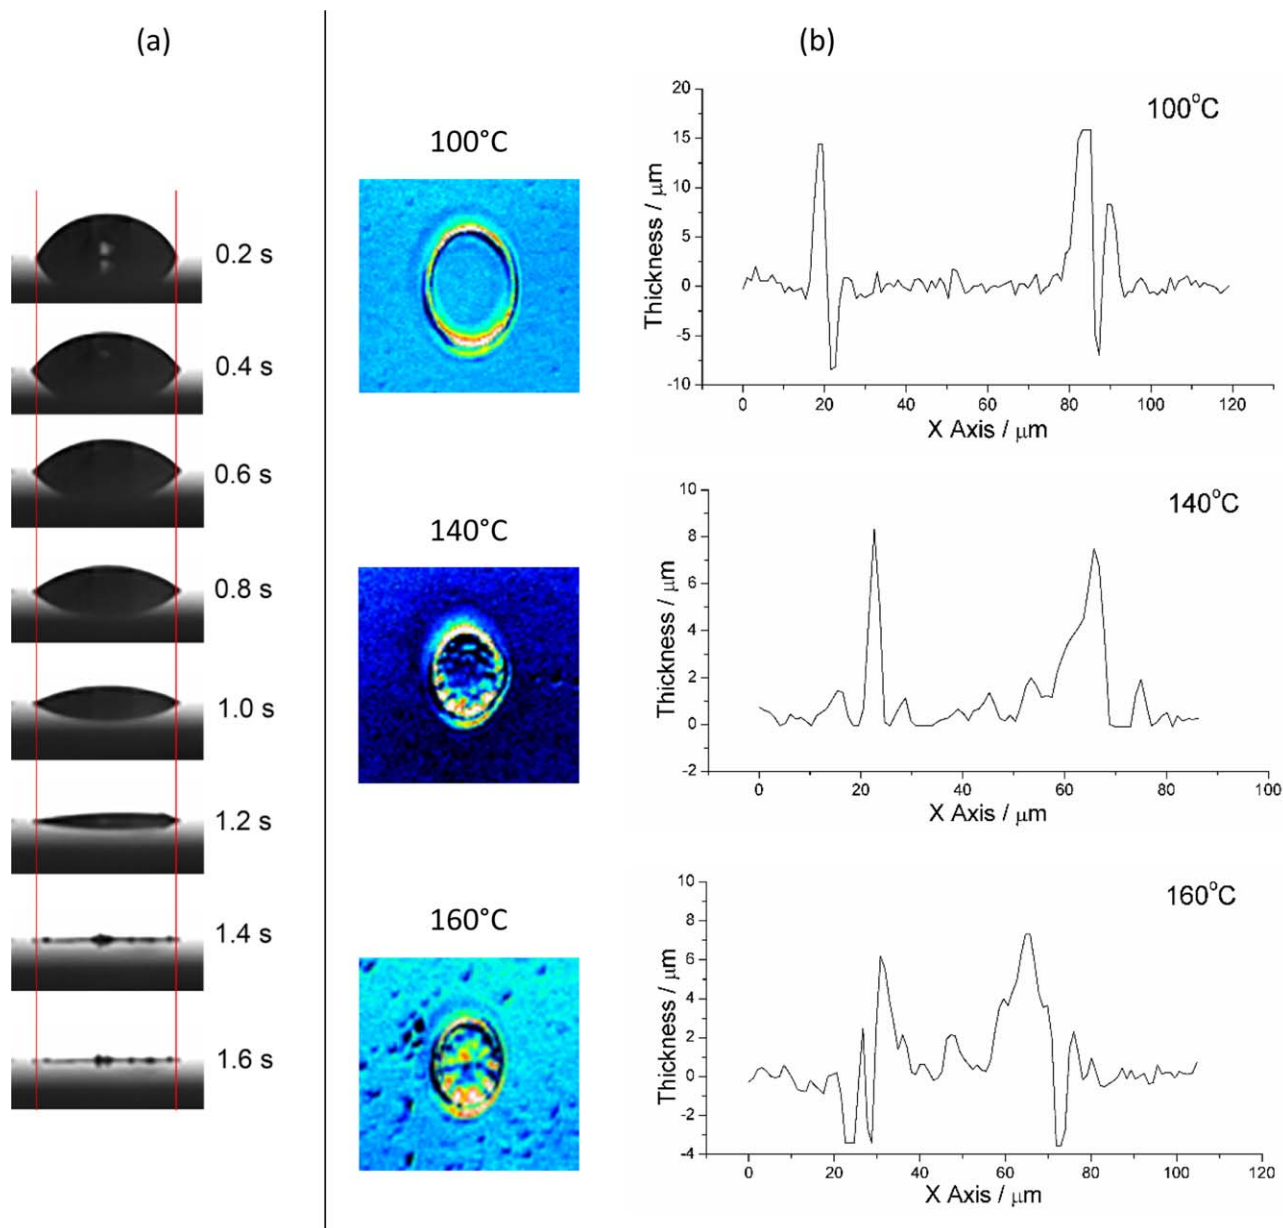 (a)
0.2 s
0.4 s
0.6 s
0.8 s
1.0 s
1.2 s
1.4 s
1.6 s
(b)
100°C
100°C
20
15
10
5
0
-5
-10
Thickness / μm
0 20 40 60 80 100 120 130
X Axis / μm
140°C
140°C
10
8
6
4
2
0
-2
Thickness / μm
0 20 40 60 80 100
X Axis / μm
160°C
160°C
10
8
6
4
2
0
-2
-4
Thickness / μm
0 20 40 60 80 100 120
X Axis / μm